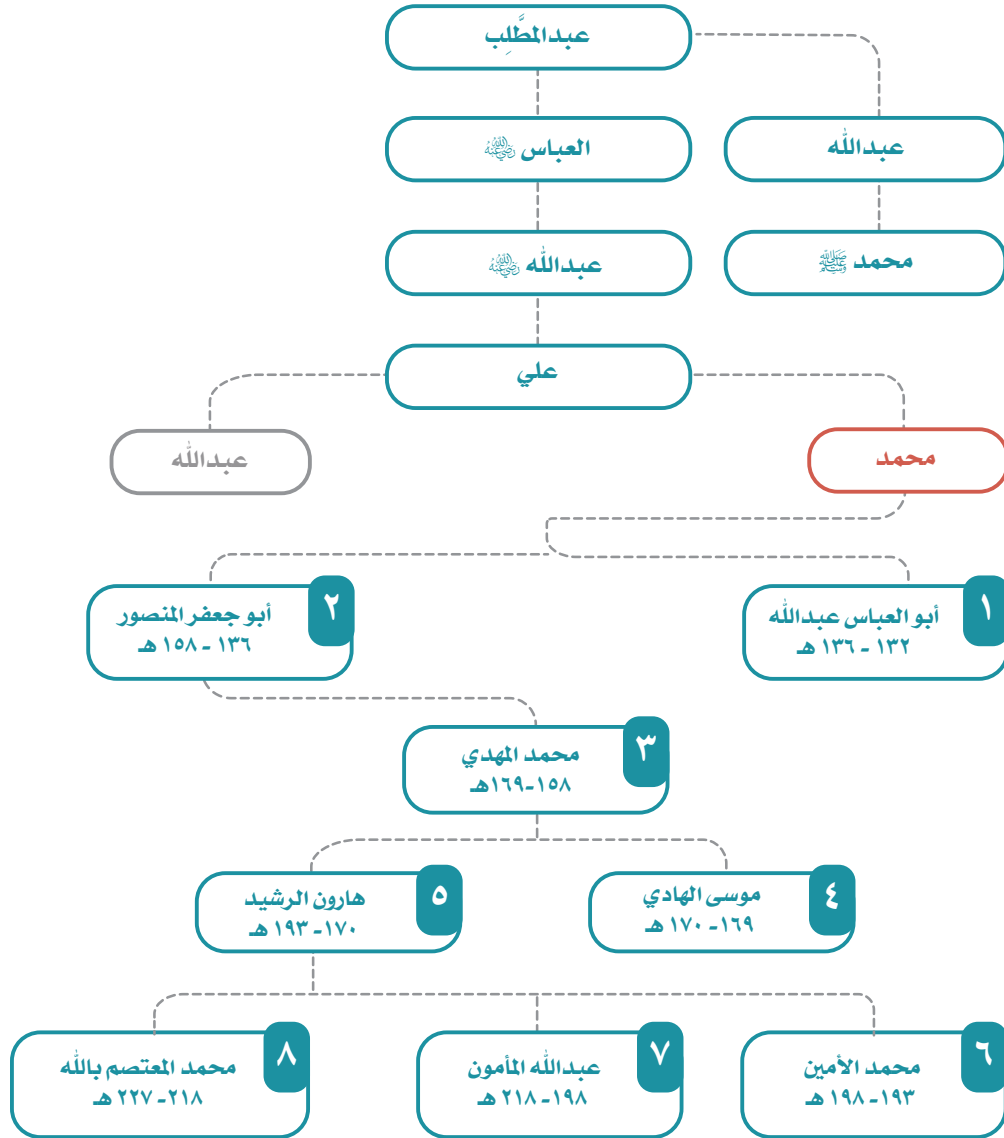 عبدالمطَّلِب
عبدالله
العباس رضي الله عنه
محمد ﷺ
عبدالله رضي الله عنه
علي
محمد
عبدالله
١
أبو العباس عبدالله
١٣٢ - ١٣٦ هـ
٢
أبو جعفر المنصور
١٣٦ - ١٥٨ هـ
٣
محمد المهدي
١٥٨-١٦٩هـ
٤
موسى الهادي
١٦٩-١٧٠ هـ
٥
هارون الرشيد
١٧٠-١٩٣ هـ
٦
محمد الأمين
١٩٣-١٩٨ هـ
٧
عبدالله المأمون
١٩٨-٢١٨ هـ
٨
محمد المعتصم بالله
٢١٨-٢٢٧ هـ